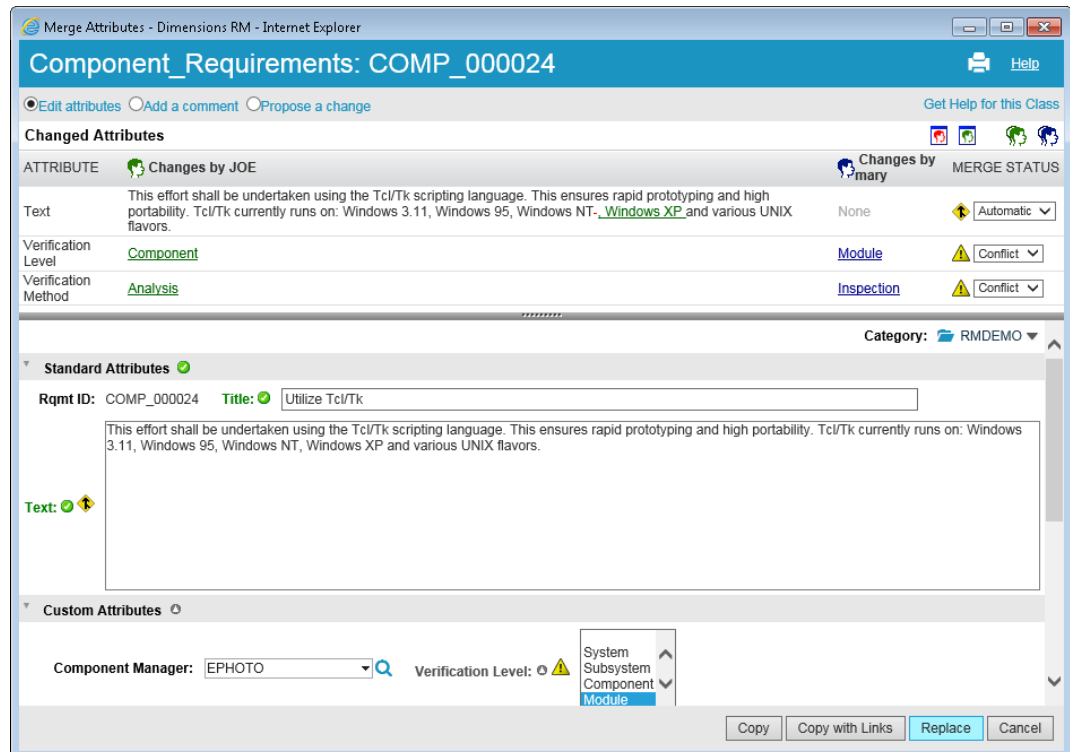 Merge Attributes - Dimensions RM - Internet Explorer
Component_Requirements: COMP_000024
Help
Edit attributes Add a comment Propose a change
Get Help for this Class
Changed Attributes
ATTRIBUTE
Changes by JOE
Changes by
mary
MERGE STATUS
Text
This effort shall be undertaken using the Tcl/Tk scripting language. This ensures rapid prototyping and high
portability. Tcl/Tk currently runs on: Windows 3.11, Windows 95, Windows NT-, Windows XP and various UNIX
flavors.
None
Automatic
Verification
Level
Component
Module
Conflict
Verification
Method
Analysis
Inspection
Conflict
Category: RMDEMO
Standard Attributes
Rqmt ID: COMP_000024 Title: Utilize Tcl/Tk
This effort shall be undertaken using the Tcl/Tk scripting language. This ensures rapid prototyping and high portability. Tcl/Tk currently runs on: Windows
3.11, Windows 95, Windows NT, Windows XP and various UNIX flavors.
Text:
Custom Attributes
Component Manager: EPHOTO
Verification Level:
System
Subsystem
Component
Module
Copy Copy with Links Replace Cancel